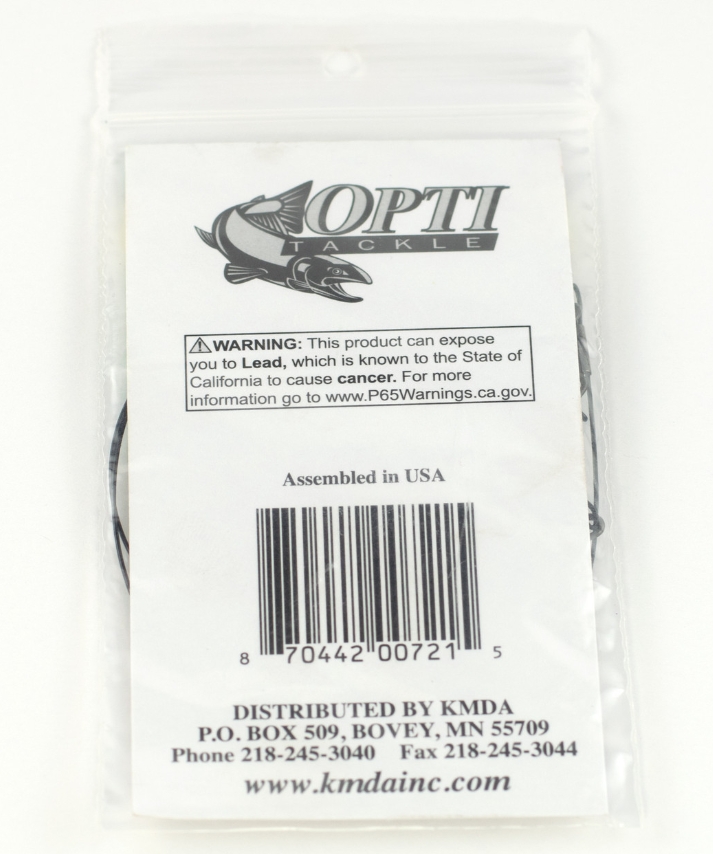 OPTI
TACKLE
WARNING: This product can expose
you to Lead, which is known to the State of
California to cause cancer. For more
information go to www.P65Warnings.ca.gov.
Assembled in USA
8 70442 00721 5
DISTRIBUTED BY KMDA
P.O. BOX 509, BOVEY, MN 55709
Phone 218-245-3040 Fax 218-245-3044
www.kmdainc.com